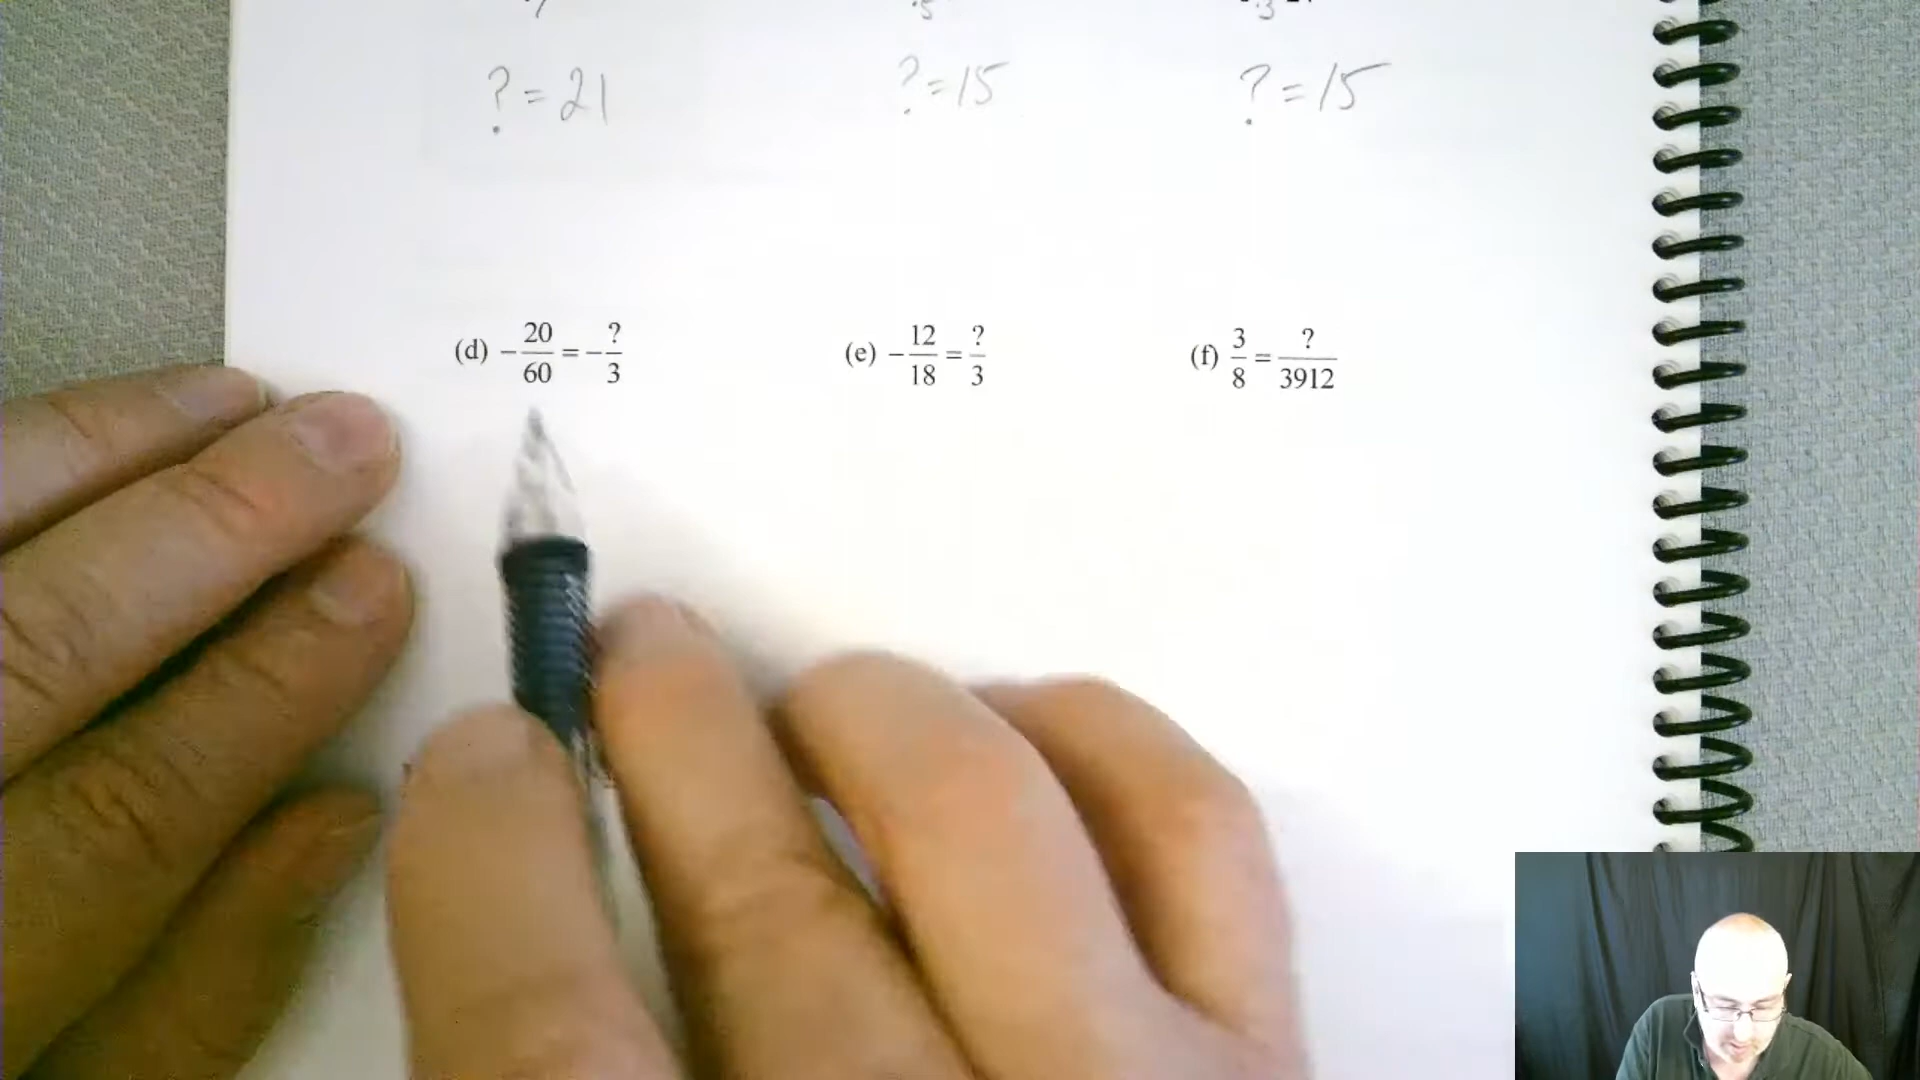 ? = 21 ? = 15 ? = 15
(d) -20/60 = -?/3 (e) -12/18 = ?/3 (f) 3/8 = ?/3912